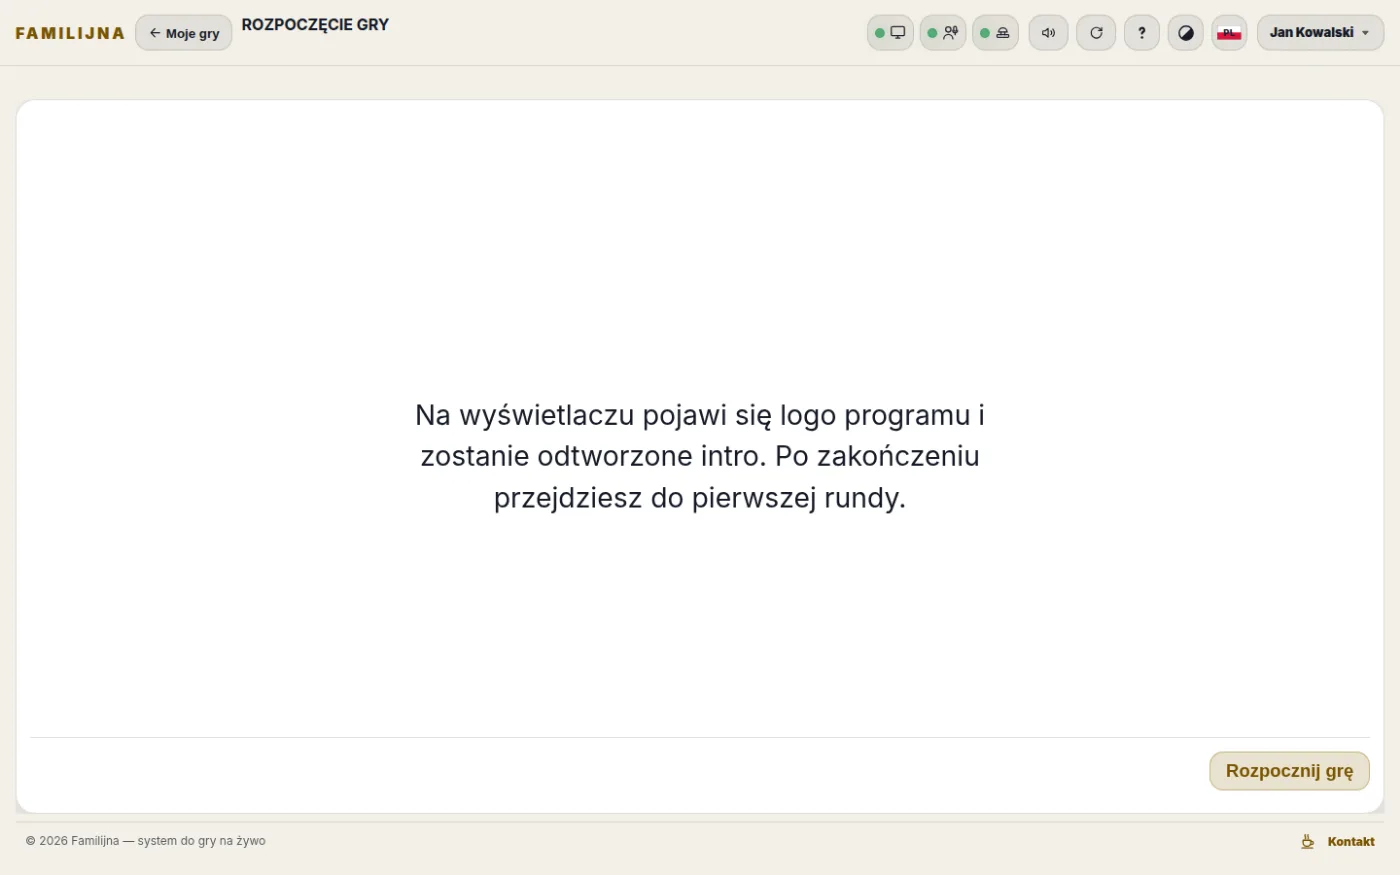 FAMILIJNA
← Moje gry
ROZPOCZĘCIE GRY
?
PL
Jan Kowalski
Na wyświetlaczu pojawi się logo programu i
zostanie odtworzone intro. Po zakończeniu
przejdziesz do pierwszej rundy.
Rozpocznij grę
© 2026 Familijna — system do gry na żywo
Kontakt